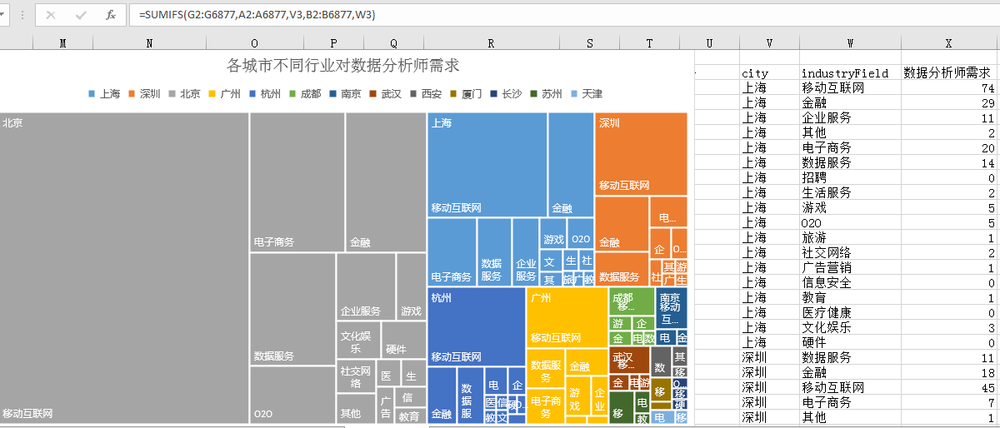 fx =SUMIFS(G2:G6877,A2:A6877,V3,B2:B6877,W3)
M N O P Q R S T U V W X
各城市不同行业对数据分析师需求
上海 深圳 北京 广州 杭州 成都 南京 武汉 西安 厦门 长沙 苏州 天津
北京
移动互联网
电子商务
金融
数据服务
O2O
企业服务
游戏
文化娱乐
硬件
社交网络
医
生
其他
广告
信
教育
上海
移动互联网
金融
电子商务
数据服务
企业服务
游戏
O2O
文
生
社
其
旅
广
教
深圳
移动互联网
金融
电...
数据服务
企
O...
社
其
游
广
生
杭州
移动互联网
金融
数据服
电
企
医
信
教
文
广州
移动互联网
数据服务
金融
电子商务
游戏
企业
成都
移...
游
企
金
电
数
南京
移动互...
电
金
武汉
移...
金
电
游
数
其
移
移
O...
移
硬
移
电
教
电
移
city industryField 数据分析师需求
上海 移动互联网 74
上海 金融 29
上海 企业服务 11
上海 其他 2
上海 电子商务 20
上海 数据服务 14
上海 招聘 0
上海 生活服务 2
上海 游戏 5
上海 O2O 5
上海 旅游 1
上海 社交网络 2
上海 广告营销 1
上海 信息安全 0
上海 教育 1
上海 医疗健康 0
上海 文化娱乐 3
上海 硬件 0
深圳 数据服务 11
深圳 金融 18
深圳 移动互联网 45
深圳 电子商务 7
深圳 其他 1